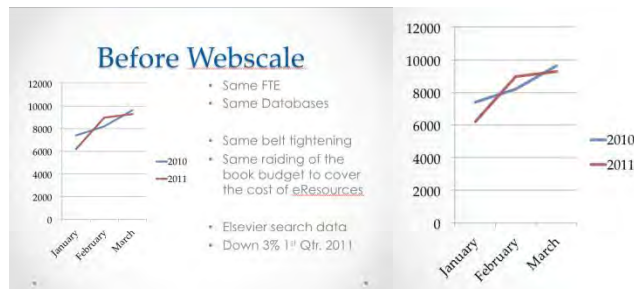 Before Webscale
12000
10000
8000
6000
4000
2000
0
January
February
March
2010
2011
• Same FTE
• Same Databases
• Same belt tightening
• Same raiding of the
book budget to cover
the cost of eResources
• Elsevier search data
• Down 3% 1st Qtr. 2011
12000
12000
10000
8000
6000
4000
2000
0
January
February
March
2010
2011